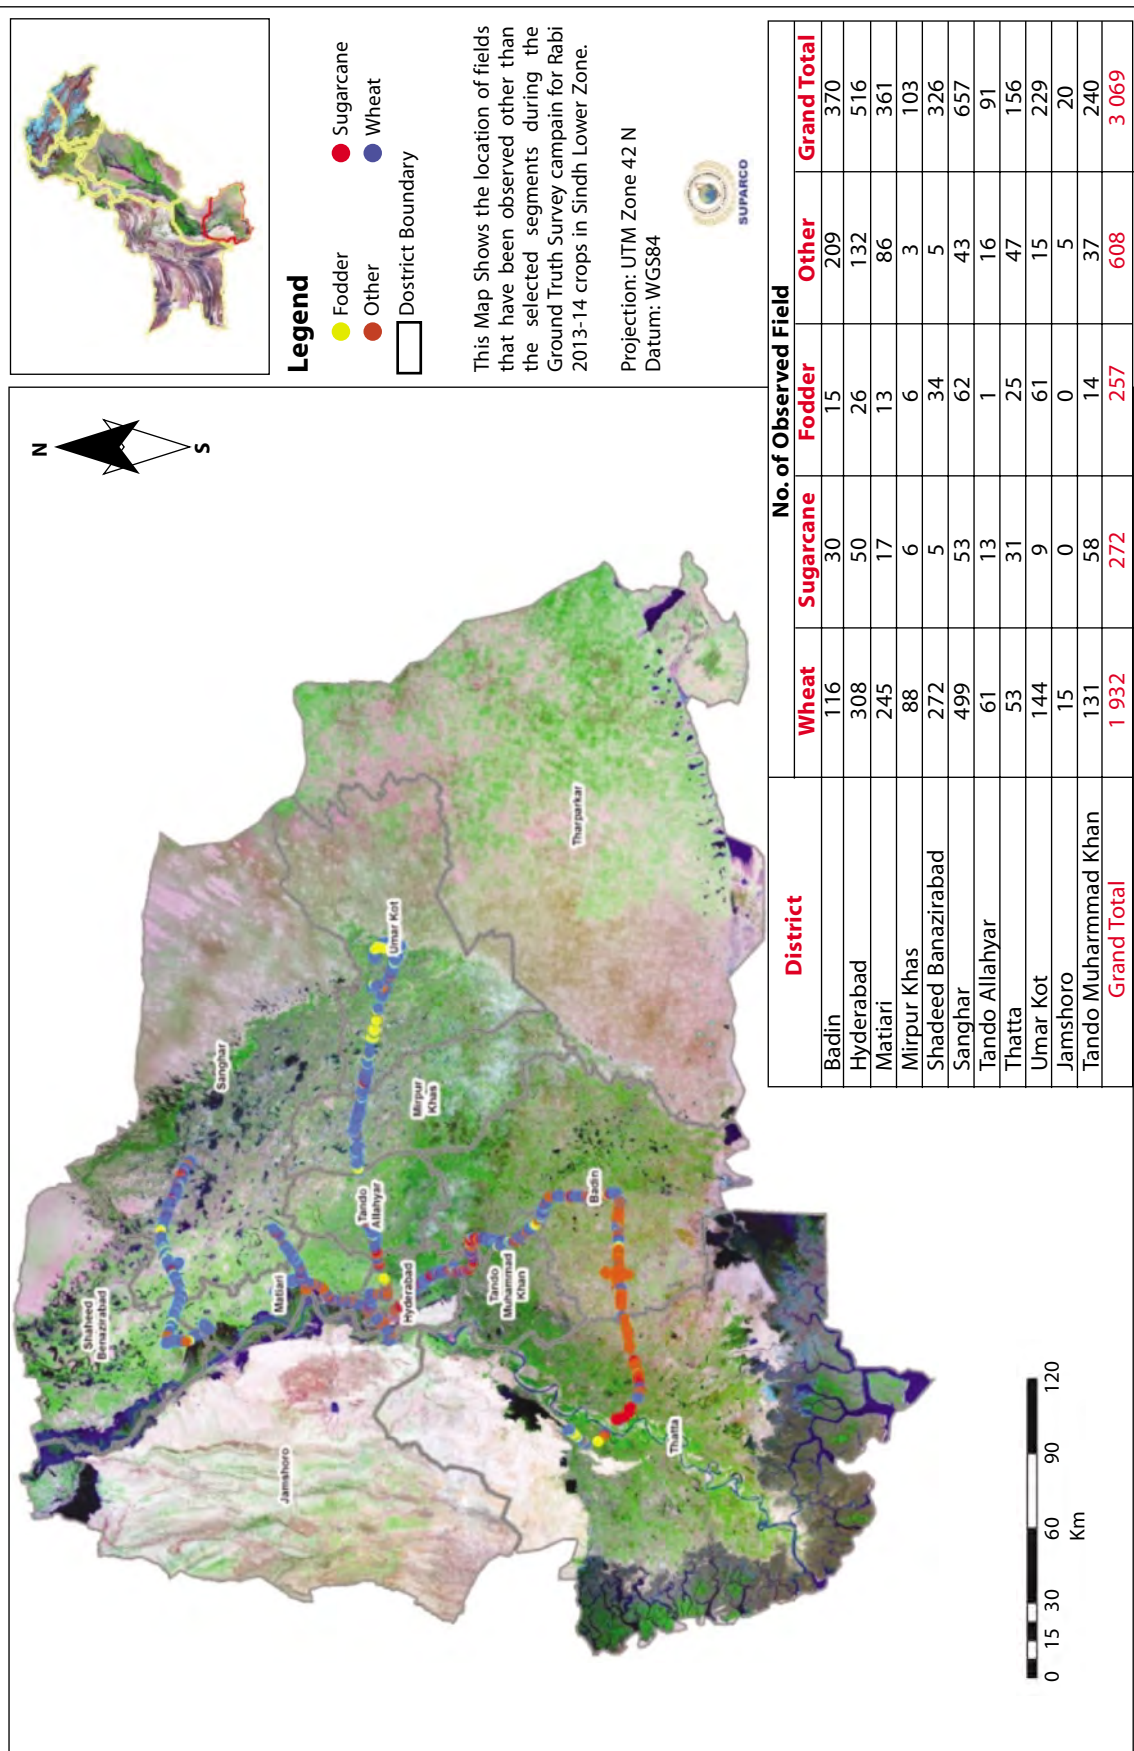 N
S
Shaheed
Benazirabad
Sanghar
Matiari
Jamshoro
Tando
Allahyar
Hyderabad
Mirpur
Khas
Umar Kot
Tando
Muhammad
Khan
Badin
Thatta
Tharparkar
0 15 30 60 90 120
Km
Legend
Fodder Sugarcane
Other Wheat
Dostrict Boundary
This Map Shows the location of fields
that have been observed other than
the selected segments during the
Ground Truth Survey campain for Rabi
2013-14 crops in Sindh Lower Zone.
Projection: UTM Zone 42 N
Datum: WGS84
SUPARCO
District No. of Observed Field
Wheat Sugarcane Fodder Other Grand Total
Badin 116 30 15 209 370
Hyderabad 308 50 26 132 516
Matiari 245 17 13 86 361
Mirpur Khas 88 6 6 3 103
Shadeed Banazirabad 272 5 34 5 326
Sanghar 499 53 62 43 657
Tando Allahyar 61 13 1 16 91
Thatta 53 31 25 47 156
Umar Kot 144 9 61 15 229
Jamshoro 15 0 0 5 20
Tando Muhammad Khan 131 58 14 37 240
Grand Total 1 932 272 257 608 3 069